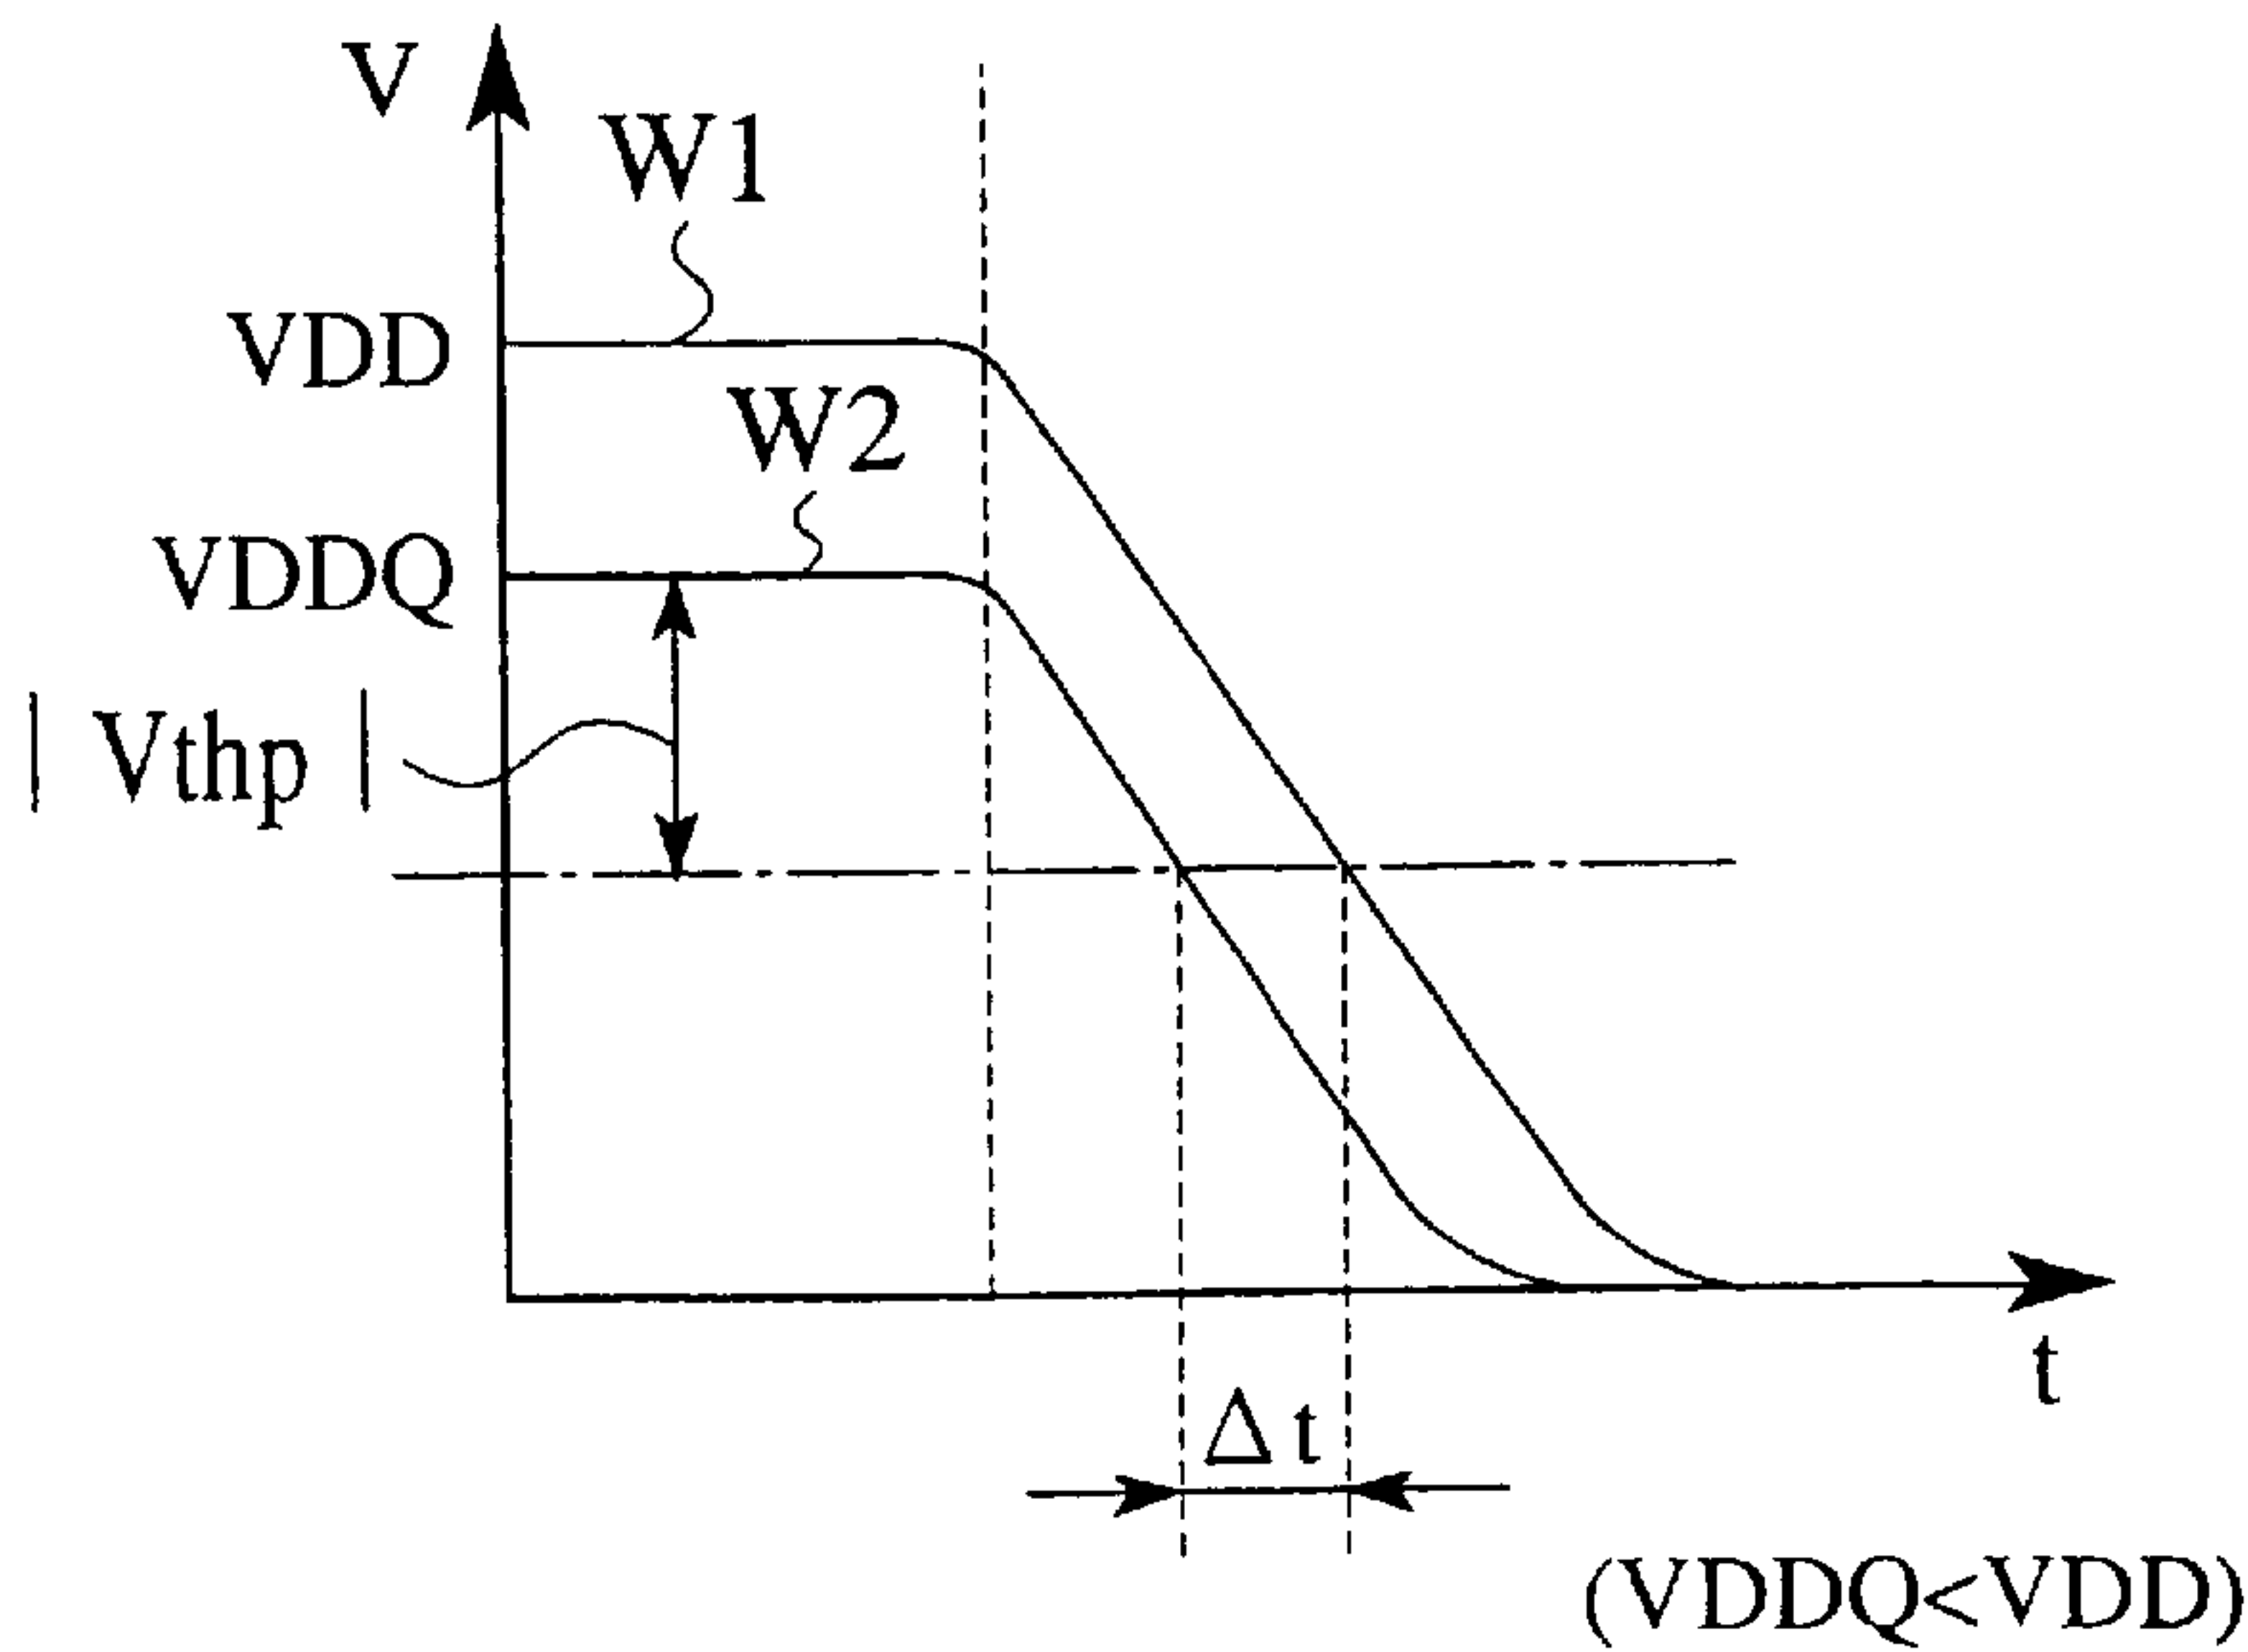 V
W1
VDD
W2
VDDQ
| Vthp |
t
Δt
(VDDQ<VDD)